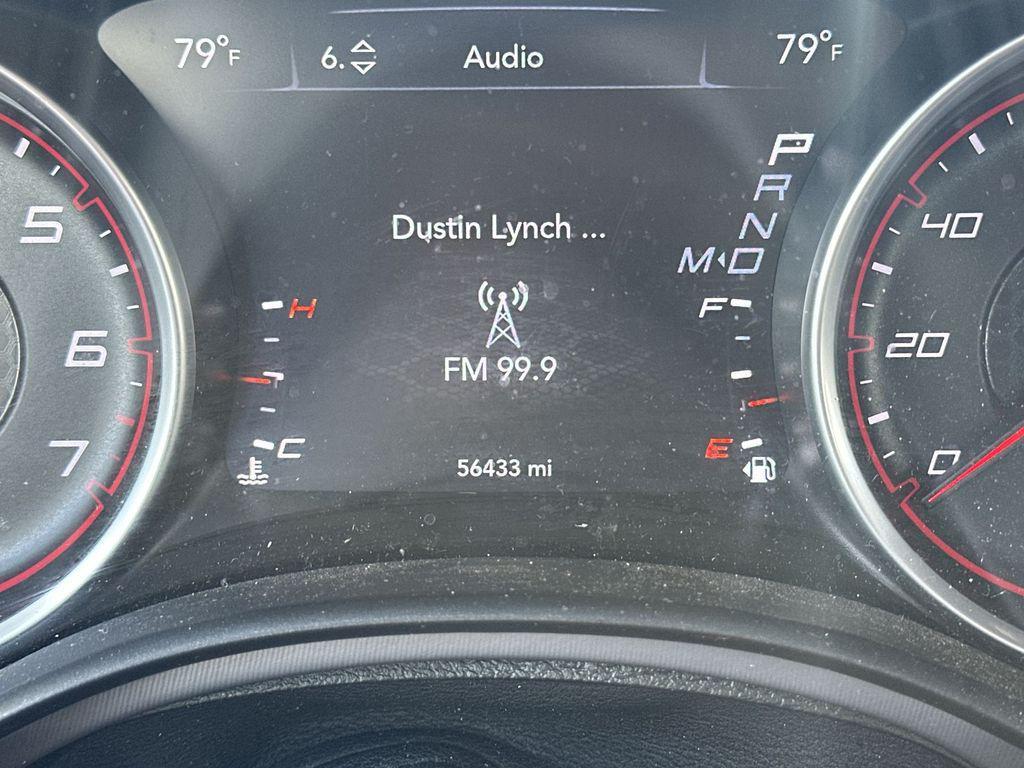 79°F 6. Audio 79°F
P
R
N
M D
Dustin Lynch ...
FM 99.9
56433 mi
H
C
F
E
5
6
7
40
20
0